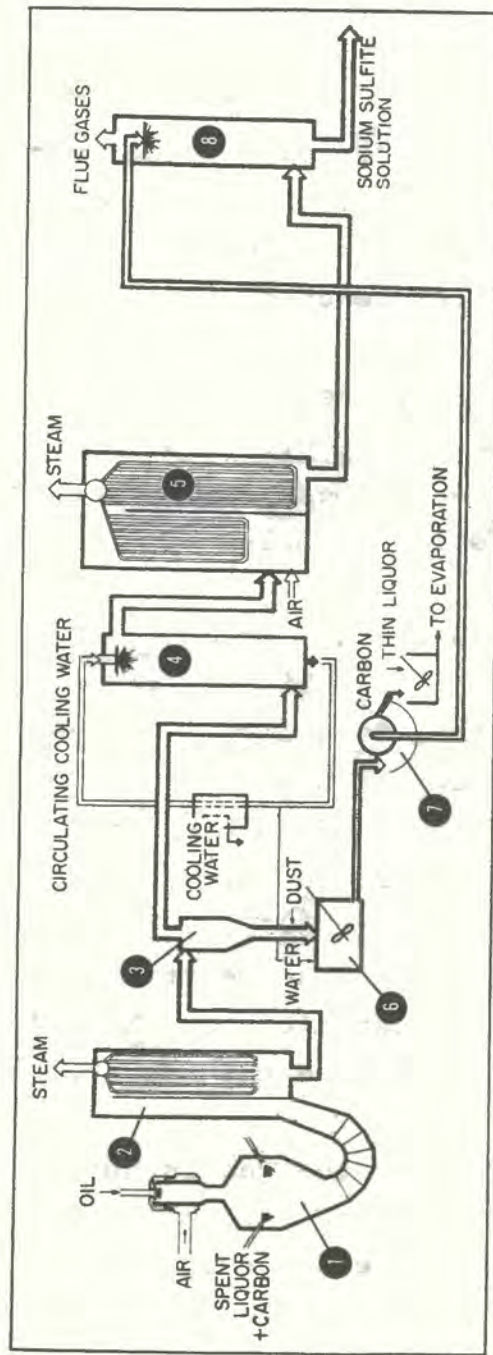 OIL
AIR
SPENT
LIQUOR
+CARBON
1
2
STEAM
3
WATER
DUST
6
COOLING
WATER
CIRCULATING COOLING WATER
4
AIR
5
STEAM
CARBON
THIN LIQUOR
TO EVAPORATION
7
FLUE GASES
8
SODIUM SULFITE
SOLUTION